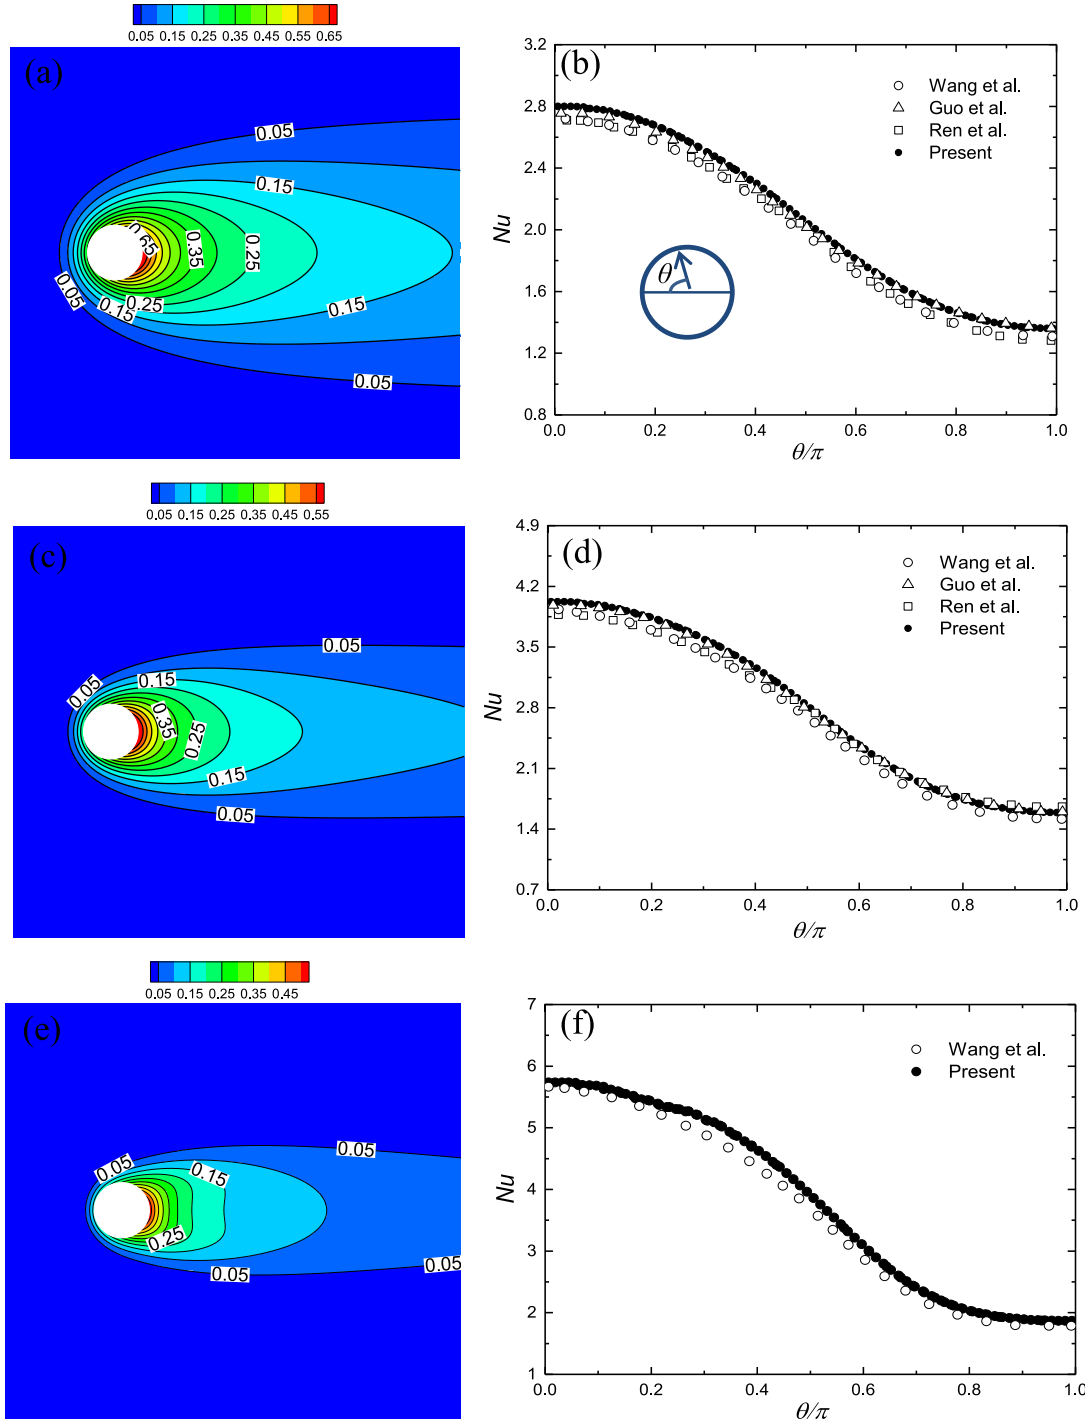 0.05 0.15 0.25 0.35 0.45 0.55 0.65
(a)
0.05
0.15
0.65
0.35
0.25
0.05
0.25
0.15
0.15
0.05
(b)
Wang et al.
Guo et al.
Ren et al.
Present
θ
3.2
2.8
2.4
2.0
1.6
1.2
0.8
Nu
0.0 0.2 0.4 0.6 0.8 1.0
θ/π
0.05 0.15 0.25 0.35 0.45 0.55
(c)
0.05
0.05
0.15
0.35
0.25
0.15
0.05
(d)
Wang et al.
Guo et al.
Ren et al.
Present
4.9
4.2
3.5
2.8
2.1
1.4
0.7
Nu
0.0 0.2 0.4 0.6 0.8 1.0
θ/π
0.05 0.15 0.25 0.35 0.45
(e)
0.05
0.05
0.15
0.25
0.05
0.05
(f)
Wang et al.
Present
7
6
5
4
3
2
1
Nu
0.0 0.2 0.4 0.6 0.8 1.0
θ/π